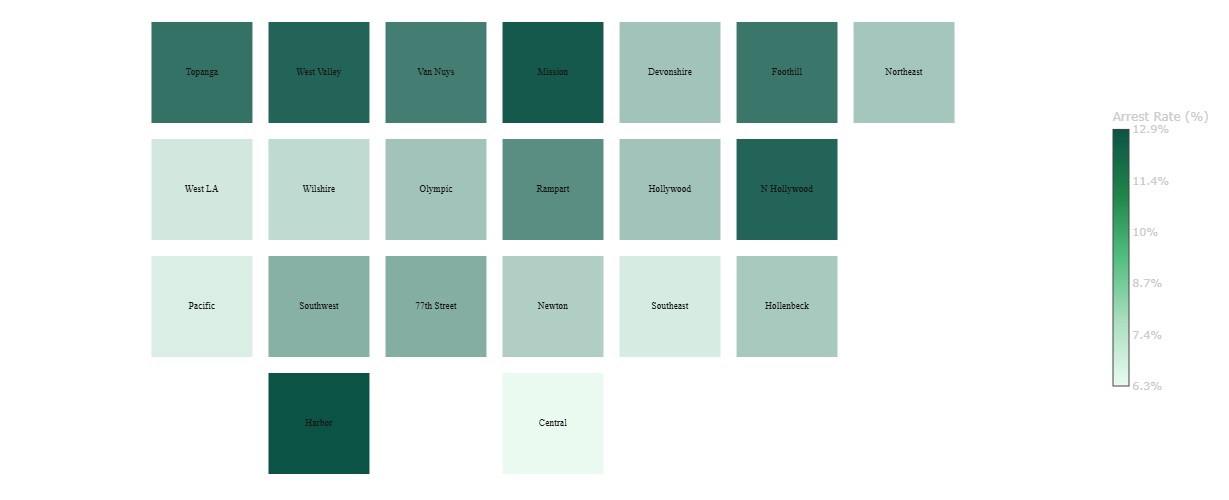 Topanga
West Valley
Van Nuys
Mission
Devonshire
Foothill
Northeast
West LA
Wilshire
Olympic
Rampart
Hollywood
N Hollywood
Pacific
Southwest
77th Street
Newton
Southeast
Hollenbeck
Harbor
Central
Arrest Rate (%)
12.9%
11.4%
10%
8.7%
7.4%
6.3%